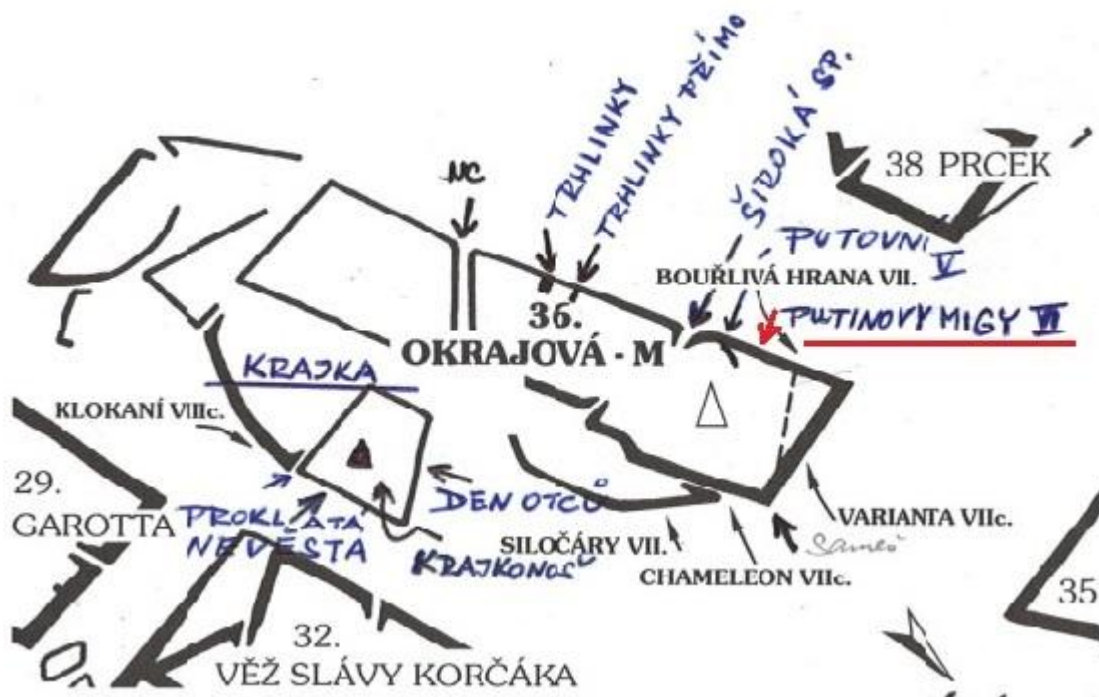 TRHLINKY
TRHLINKY PŘÍMO
ŠIROKÁ SP.
38 PRCEK
NC
PUTOVNÍ V
BOUŘLIVÁ HRANA VII.
PUTINOVY MIGY VI
36.
OKRAJOVÁ - M
KRAJKA
KLOKANÍ VIIIc.
29.
GAROTTA
PROKLATÁ
NEVĚSTA
DEN OTCŮ
KRAJKONOŠ
SILOČÁRY VII.
CHAMELEON VIIc.
VARIANTA VIIc.
35
32.
VĚŽ SLÁVY KORČÁKA